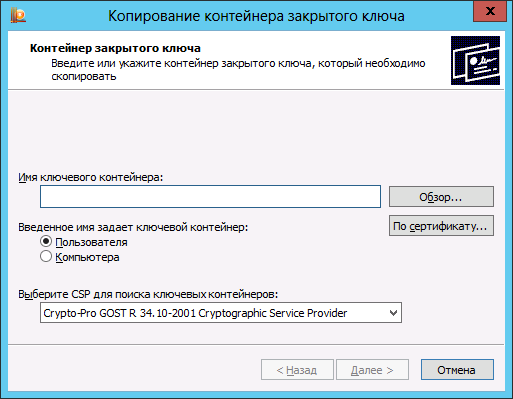 Копирование контейнера закрытого ключа
x
Контейнер закрытого ключа
Введите или укажите контейнер закрытого ключа, который необходимо
скопировать
Имя ключевого контейнера:
Обзор...
Введенное имя задает ключевой контейнер:
По сертификату...
Пользователя
Компьютера
Выберите CSP для поиска ключевых контейнеров:
Crypto-Pro GOST R 34.10-2001 Cryptographic Service Provider
< Назад
Далее >
Отмена